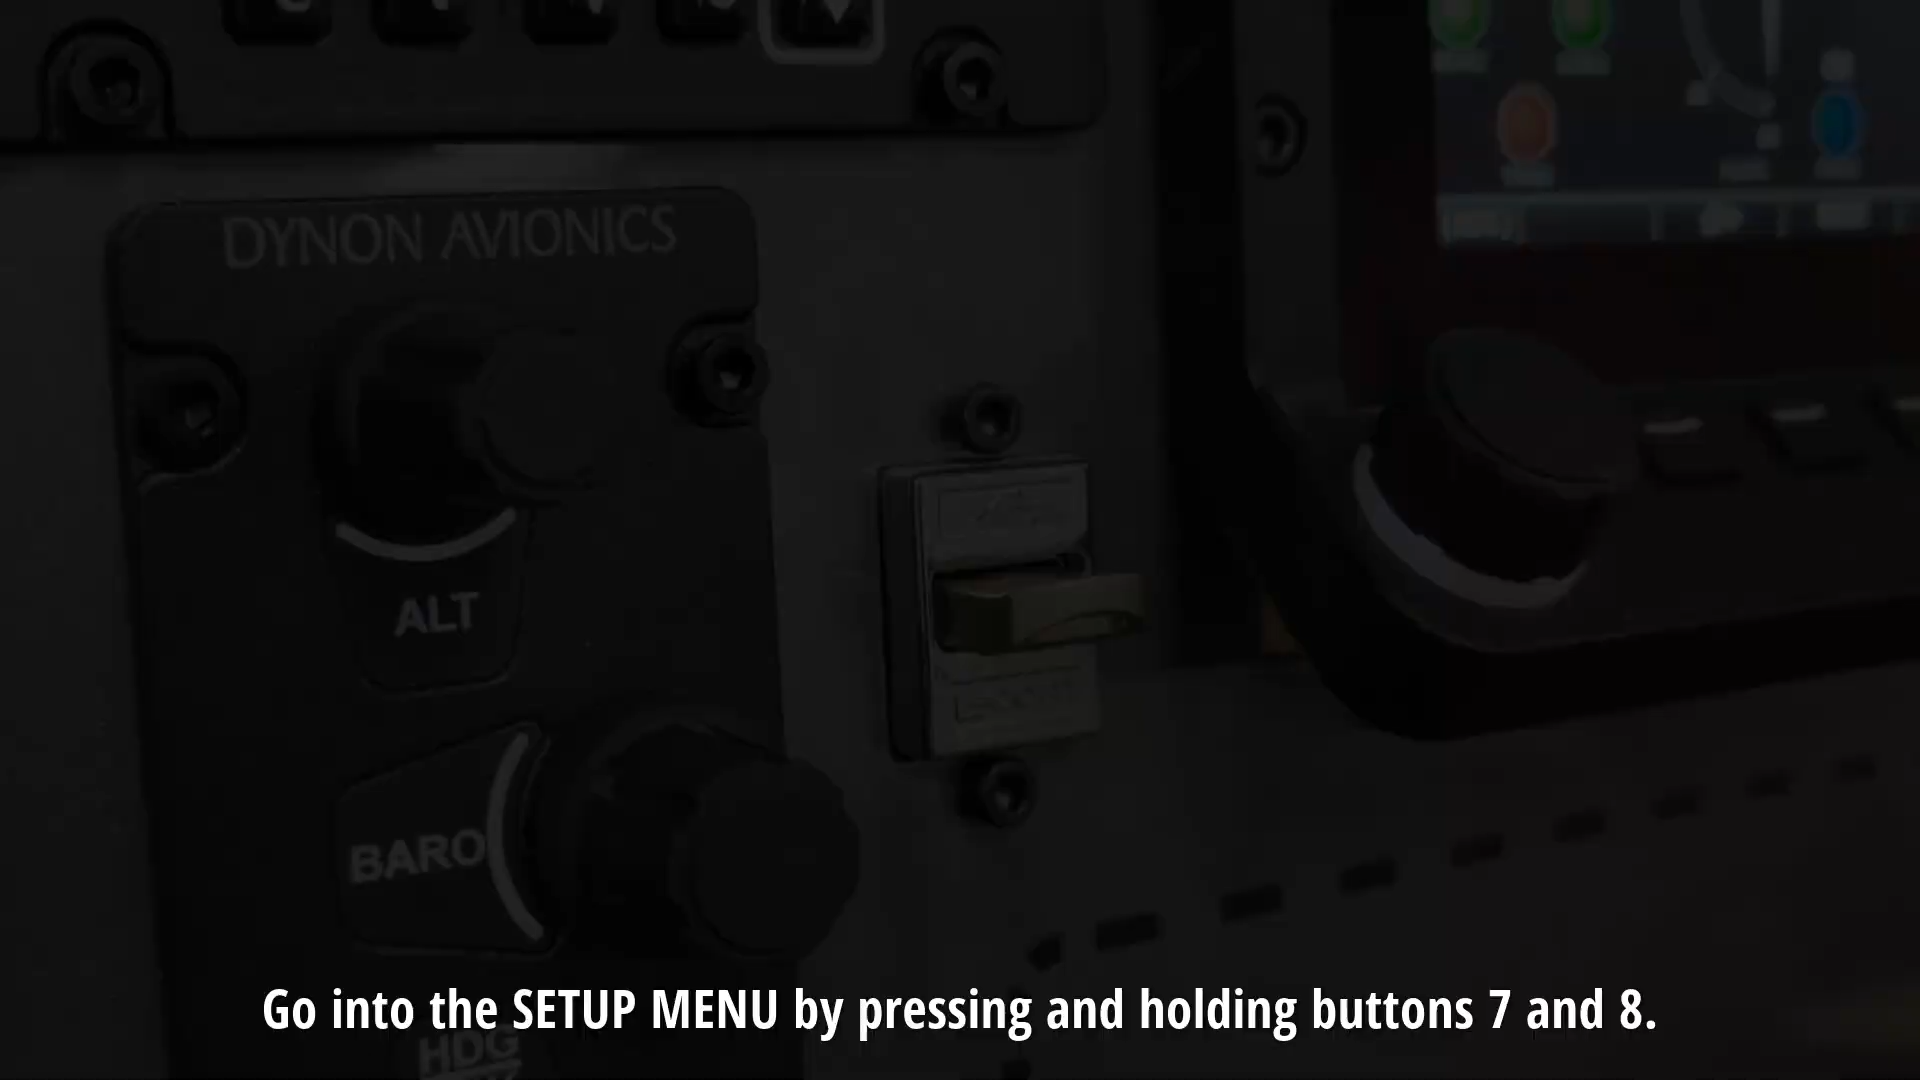 DYNON AVIONICS
ALT
BARO
HDG
Go into the SETUP MENU by pressing and holding buttons 7 and 8.